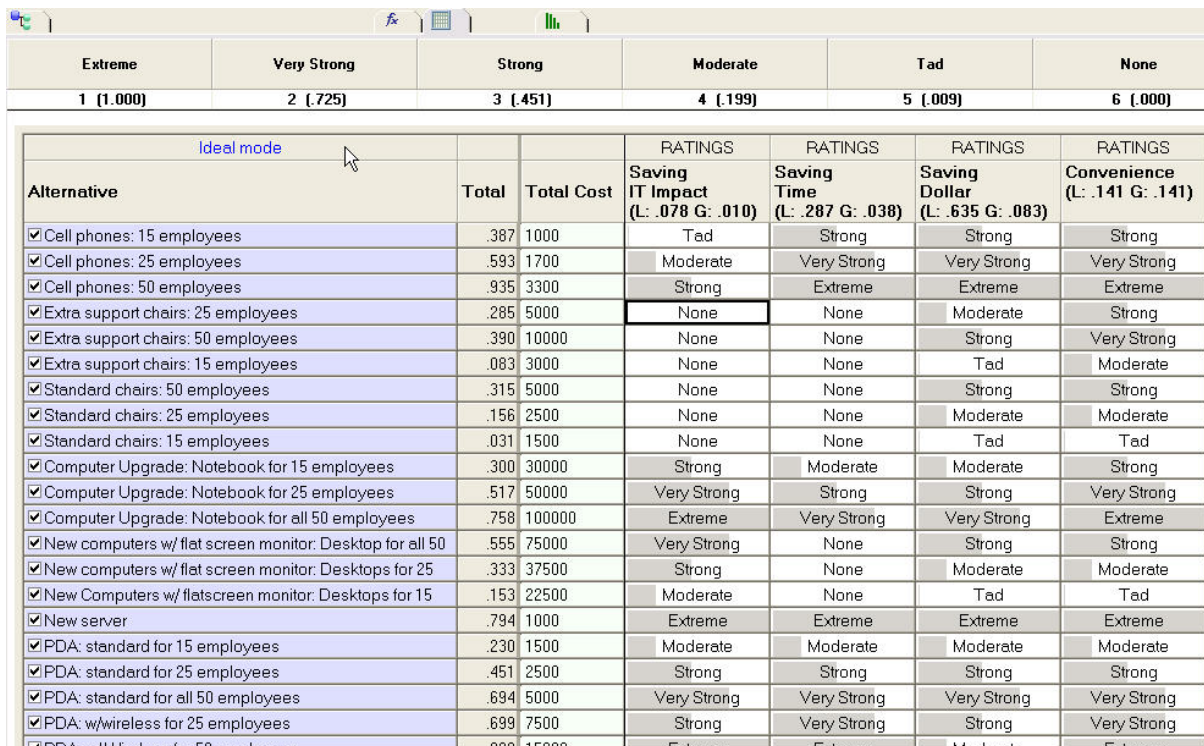 Extreme Very Strong Strong Moderate Tad None
1 (1.000) 2 (.725) 3 (.451) 4 (.199) 5 (.009) 6 (.000)
Ideal mode RATINGS RATINGS RATINGS RATINGS
Alternative Total Total Cost Saving IT Impact (L: .078 G: .010) Saving Time (L: .287 G: .038) Saving Dollar (L: .635 G: .083) Convenience (L: .141 G: .141)
Cell phones: 15 employees .387 1000 Tad Strong Strong Strong
Cell phones: 25 employees .593 1700 Moderate Very Strong Very Strong Very Strong
Cell phones: 50 employees .935 3300 Strong Extreme Extreme Extreme
Extra support chairs: 25 employees .285 5000 None None Moderate Strong
Extra support chairs: 50 employees .390 10000 None None Strong Very Strong
Extra support chairs: 15 employees .083 3000 None None Tad Moderate
Standard chairs: 50 employees .315 5000 None None Strong Strong
Standard chairs: 25 employees .156 2500 None None Moderate Moderate
Standard chairs: 15 employees .031 1500 None None Tad Tad
Computer Upgrade: Notebook for 15 employees .300 30000 Strong Moderate Moderate Strong
Computer Upgrade: Notebook for 25 employees .517 50000 Very Strong Strong Strong Very Strong
Computer Upgrade: Notebook for all 50 employees .758 100000 Extreme Very Strong Very Strong Extreme
New computers w/ flat screen monitor: Desktop for all 50 .555 75000 Very Strong None Strong Strong
New computers w/ flat screen monitor: Desktops for 25 .333 37500 Strong None Moderate Moderate
New Computers w/ flatscreen monitor: Desktops for 15 .153 22500 Moderate None Tad Tad
New server .794 1000 Extreme Extreme Extreme Extreme
PDA: standard for 15 employees .230 1500 Moderate Moderate Moderate Moderate
PDA: standard for 25 employees .451 2500 Strong Strong Strong Strong
PDA: standard for all 50 employees .694 5000 Very Strong Very Strong Very Strong Very Strong
PDA: w/wireless for 25 employees .699 7500 Strong Very Strong Strong Very Strong